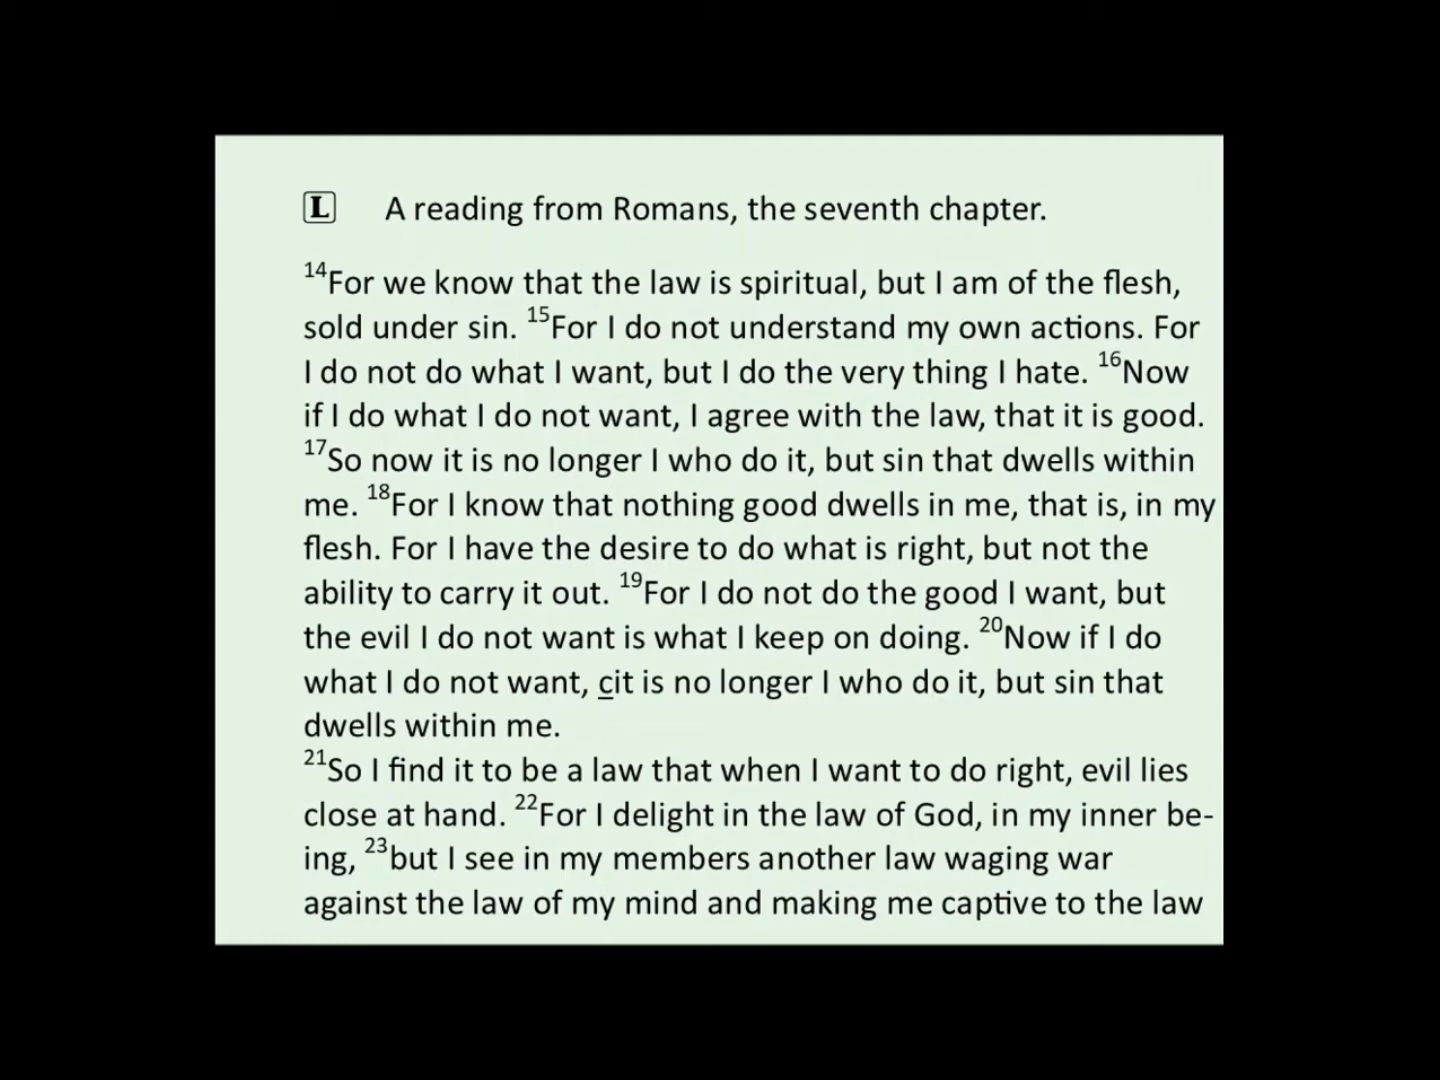 L A reading from Romans, the seventh chapter.
14For we know that the law is spiritual, but I am of the flesh,
sold under sin. 15For I do not understand my own actions. For
I do not do what I want, but I do the very thing I hate. 16Now
if I do what I do not want, I agree with the law, that it is good.
17So now it is no longer I who do it, but sin that dwells within
me. 18For I know that nothing good dwells in me, that is, in my
flesh. For I have the desire to do what is right, but not the
ability to carry it out. 19For I do not do the good I want, but
the evil I do not want is what I keep on doing. 20Now if I do
what I do not want, cit is no longer I who do it, but sin that
dwells within me.
21So I find it to be a law that when I want to do right, evil lies
close at hand. 22For I delight in the law of God, in my inner be-
ing, 23but I see in my members another law waging war
against the law of my mind and making me captive to the law